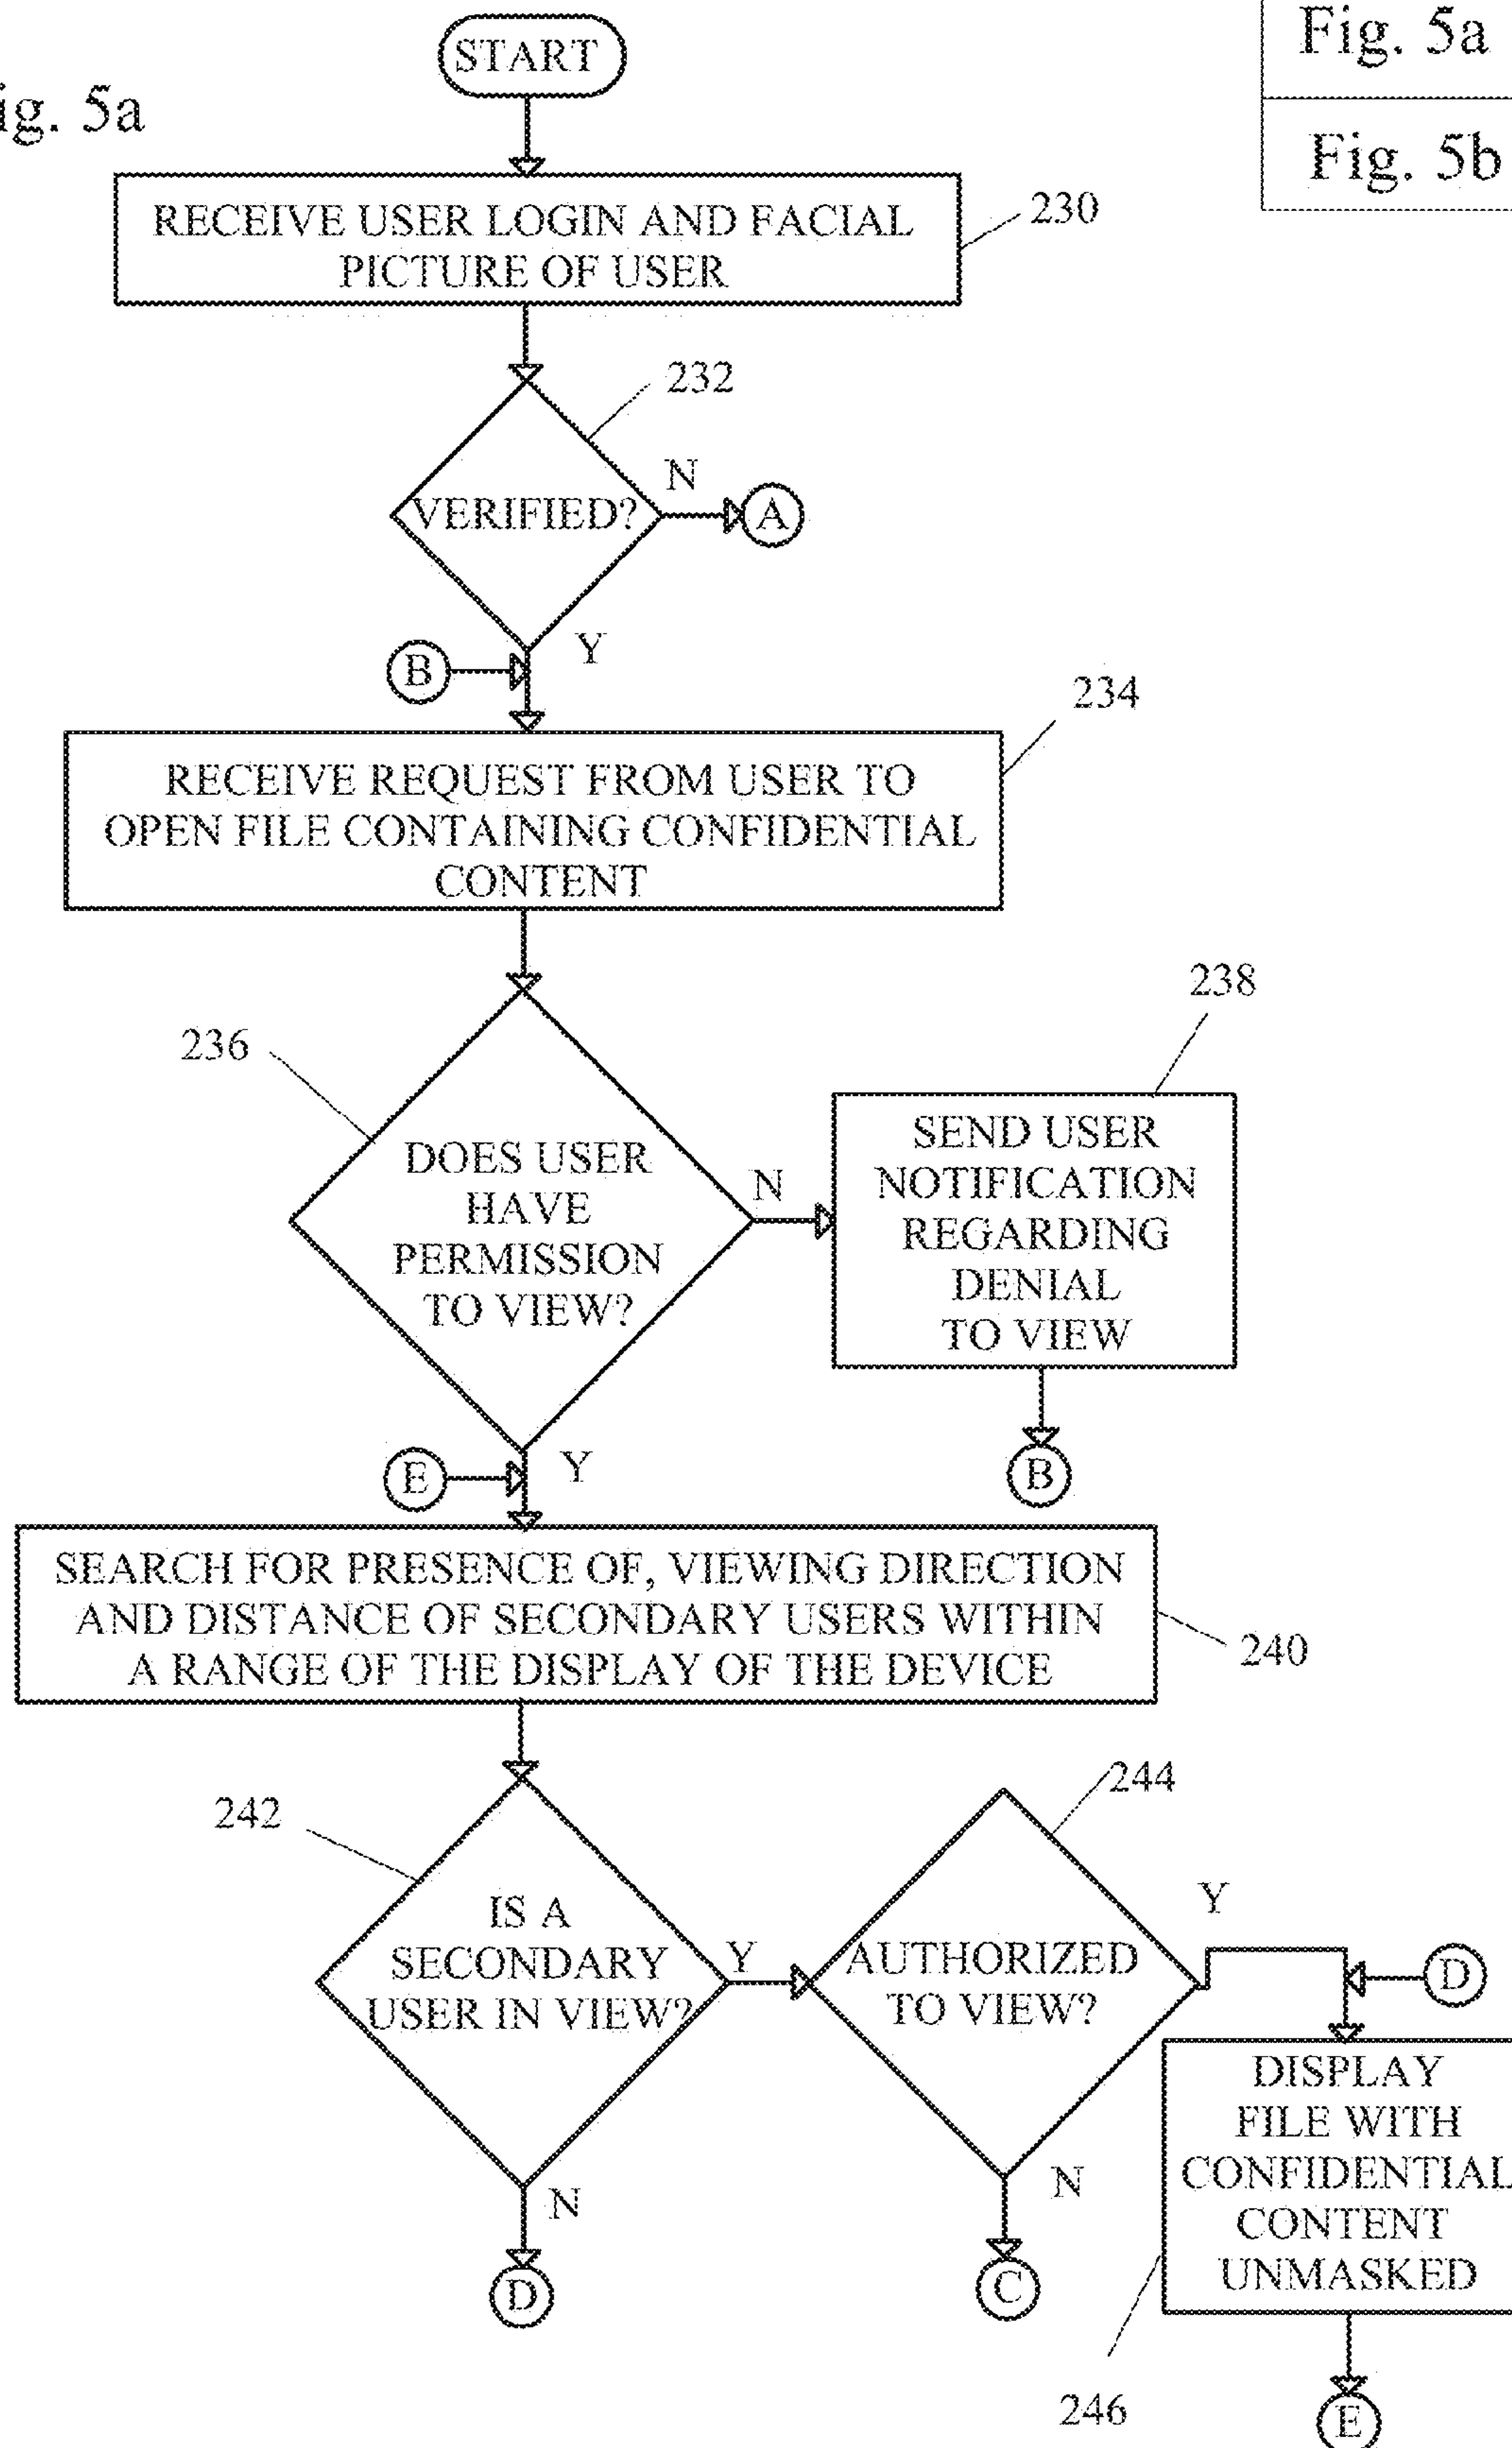 START
Fig. 5a
Fig. 5b
ig. 5a
RECEIVE USER LOGIN AND FACIAL
PICTURE OF USER
230
232
VERIFIED?
N
A
Y
B
234
RECEIVE REQUEST FROM USER TO
OPEN FILE CONTAINING CONFIDENTIAL
CONTENT
236
DOES USER
HAVE
PERMISSION
TO VIEW?
N
238
SEND USER
NOTIFICATION
REGARDING
DENIAL
TO VIEW
B
E
Y
SEARCH FOR PRESENCE OF, VIEWING DIRECTION
AND DISTANCE OF SECONDARY USERS WITHIN
A RANGE OF THE DISPLAY OF THE DEVICE
240
242
IS A
SECONDARY
USER IN VIEW?
Y
N
D
244
AUTHORIZED
TO VIEW?
Y
N
C
D
DISPLAY
FILE WITH
CONFIDENTIAL
CONTENT
UNMASKED
246
E